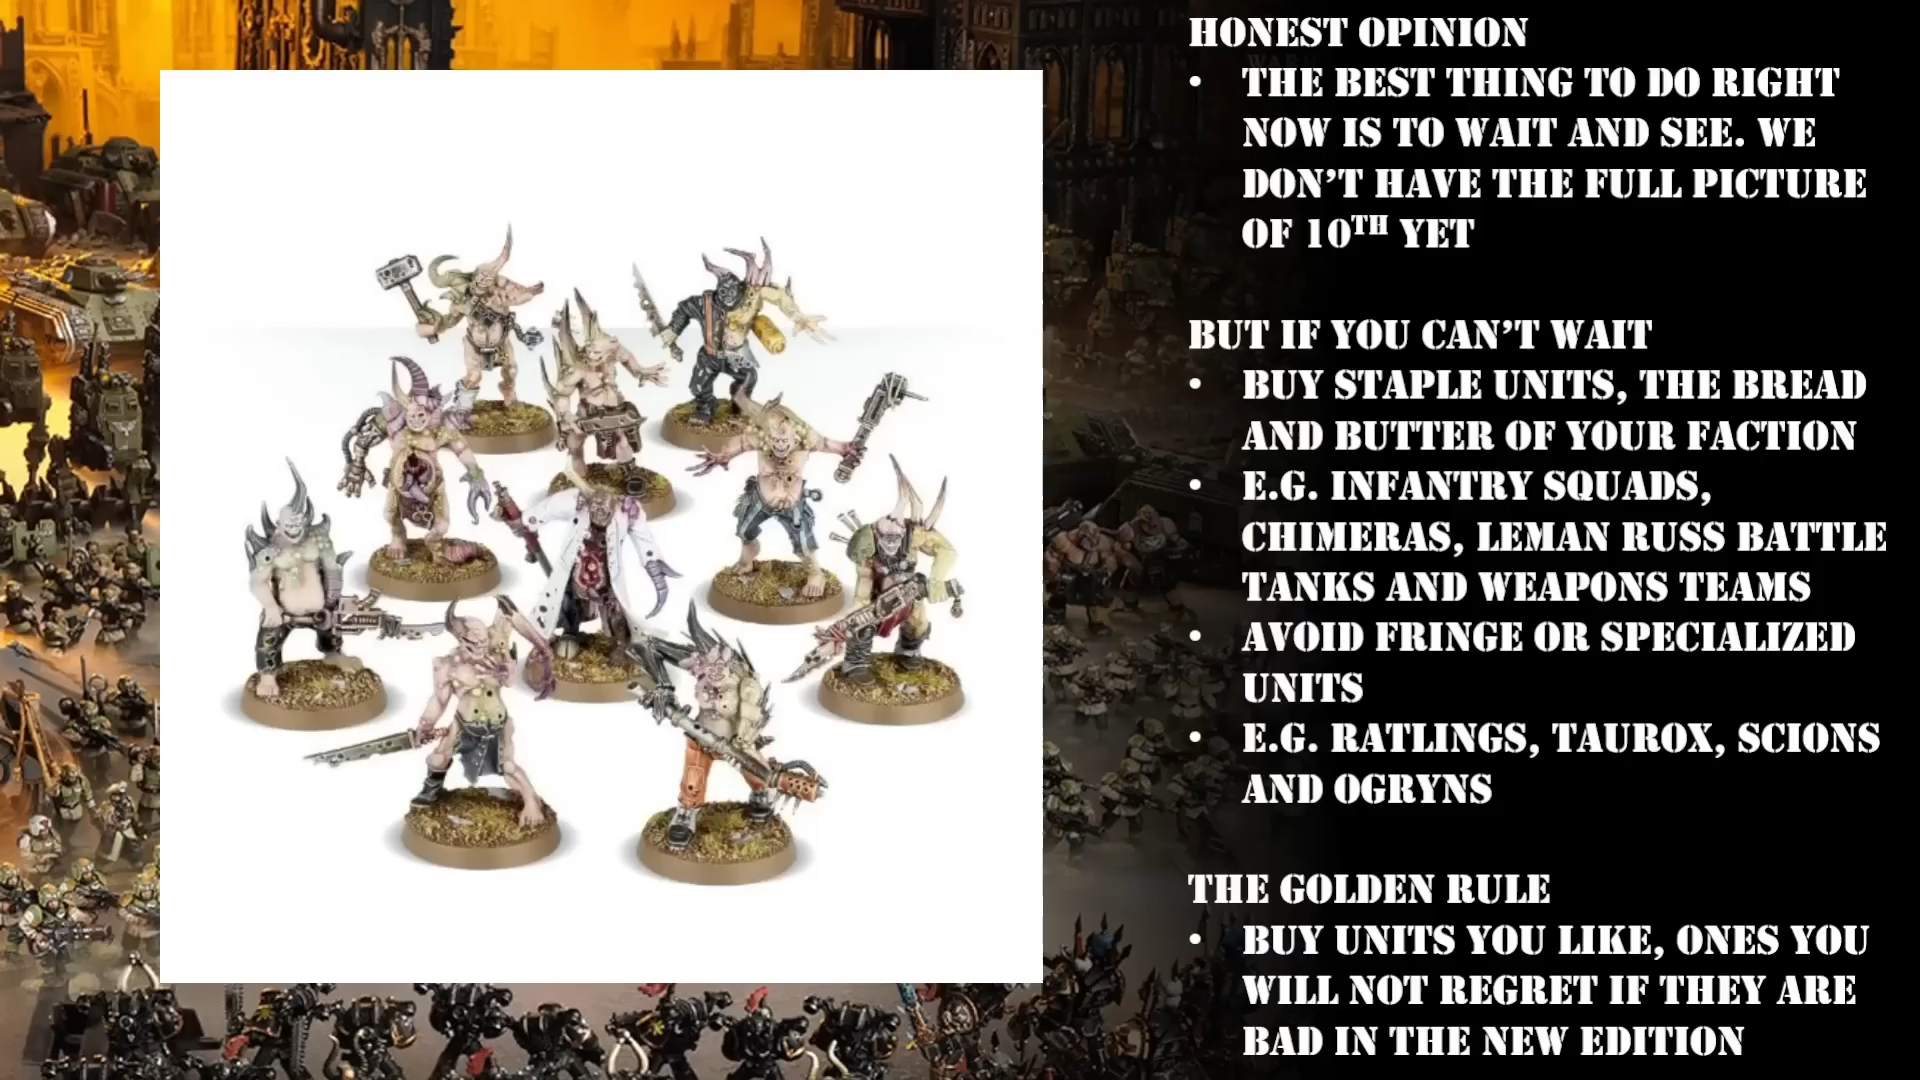 HONEST OPINION
• THE BEST THING TO DO RIGHT
NOW IS TO WAIT AND SEE. WE
DON'T HAVE THE FULL PICTURE
OF 10TH YET
BUT IF YOU CAN'T WAIT
• BUY STAPLE UNITS, THE BREAD
AND BUTTER OF YOUR FACTION
• E.G. INFANTRY SQUADS,
CHIMERAS, LEMAN RUSS BATTLE
TANKS AND WEAPONS TEAMS
• AVOID FRINGE OR SPECIALIZED
UNITS
• E.G. RATLINGS, TAUROX, SCIONS
AND OGRYNS
THE GOLDEN RULE
• BUY UNITS YOU LIKE, ONES YOU
WILL NOT REGRET IF THEY ARE
BAD IN THE NEW EDITION